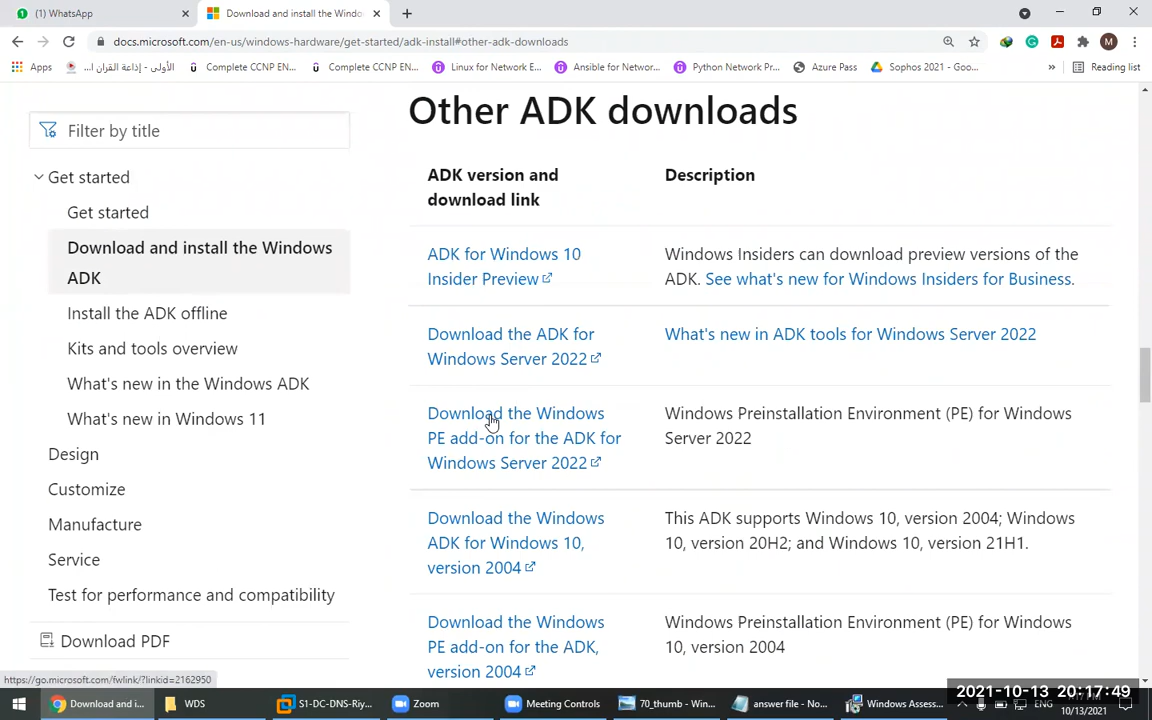 (1) WhatsApp
Download and install the Windo
docs.microsoft.com/en-us/windows-hardware/get-started/adk-install#other-adk-downloads
M
Apps
الأولى - إذاعة القران ا...
Complete CCNP EN...
Complete CCNP EN...
Linux for Network E...
Ansible for Networ...
Python Network Pr...
Azure Pass
Sophos 2021 - Goo...
»
Reading list
Filter by title
Get started
Get started
Download and install the Windows
ADK
Install the ADK offline
Kits and tools overview
What's new in the Windows ADK
What's new in Windows 11
Design
Customize
Manufacture
Service
Test for performance and compatibility
Download PDF
Other ADK downloads
ADK version and
download link
Description
ADK for Windows 10
Insider Preview
Windows Insiders can download preview versions of the
ADK. See what's new for Windows Insiders for Business.
Download the ADK for
Windows Server 2022
What's new in ADK tools for Windows Server 2022
Download the Windows
PE add-on for the ADK for
Windows Server 2022
Windows Preinstallation Environment (PE) for Windows
Server 2022
Download the Windows
ADK for Windows 10,
version 2004
This ADK supports Windows 10, version 2004; Windows
10, version 20H2; and Windows 10, version 21H1.
Download the Windows
PE add-on for the ADK,
version 2004
Windows Preinstallation Environment (PE) for Windows
10, version 2004
https://go.microsoft.com/fwlink/?linkid=2162950
Download and i...
WDS
S1-DC-DNS-Riy...
Zoom
Meeting Controls
70_thumb - Win...
answer file - No...
Windows Assess...
2021-10-13 20:17:49
ENG
10/13/2021